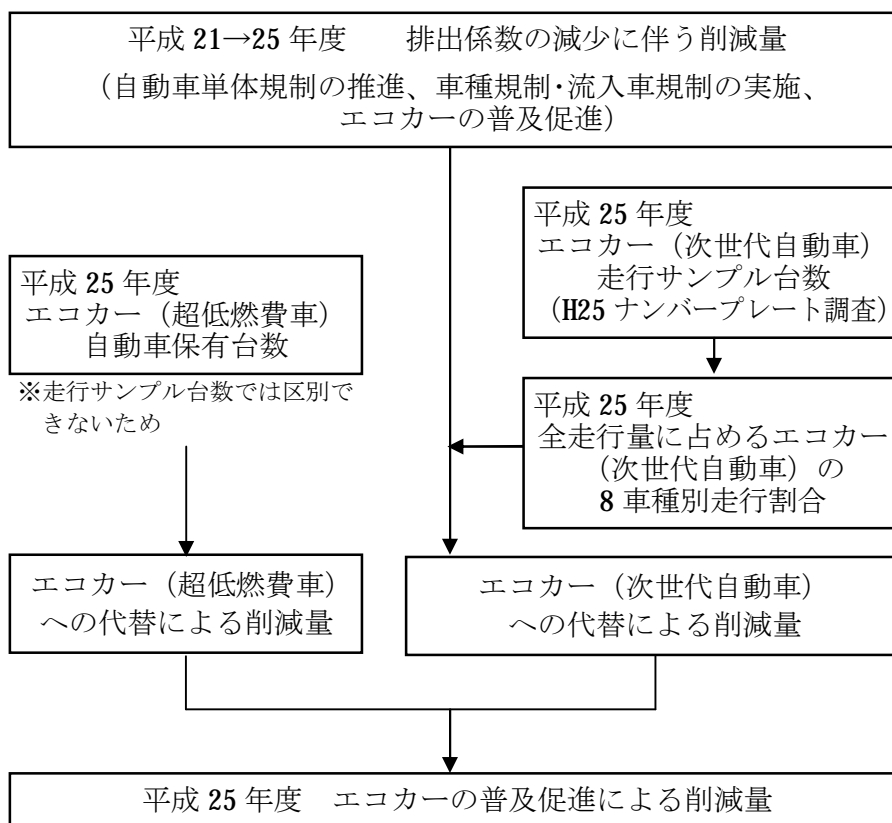 平成 21→25 年度　　排出係数の減少に伴う削減量
（自動車単体規制の推進、車種規制・流入車規制の実施、
エコカーの普及促進）
平成 25 年度
エコカー（次世代自動車）
走行サンプル台数
（H25 ナンバープレート調査）
平成 25 年度
エコカー（超低燃費車）
自動車保有台数
※走行サンプル台数では区別で
きないため
平成 25 年度
全走行量に占めるエコカー
（次世代自動車）の
8 車種別走行割合
エコカー（超低燃費車）
への代替による削減量
エコカー（次世代自動車）
への代替による削減量
平成 25 年度　エコカーの普及促進による削減量